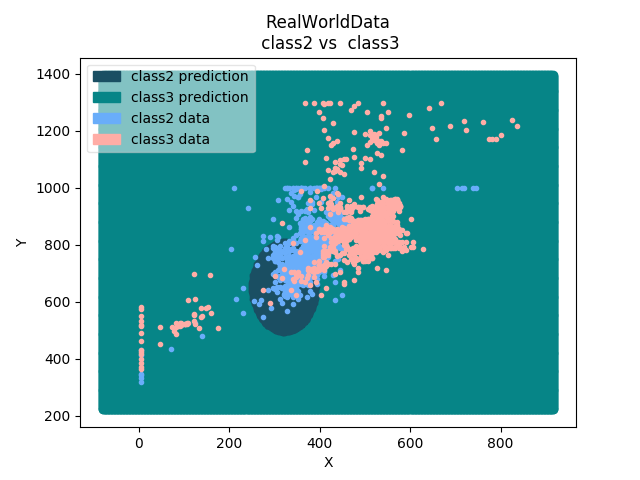 RealWorldData
class2 vs  class3
class2 prediction
class3 prediction
class2 data
class3 data
1400
1200
1000
800
600
400
200
Y
0
200
400
600
800
X